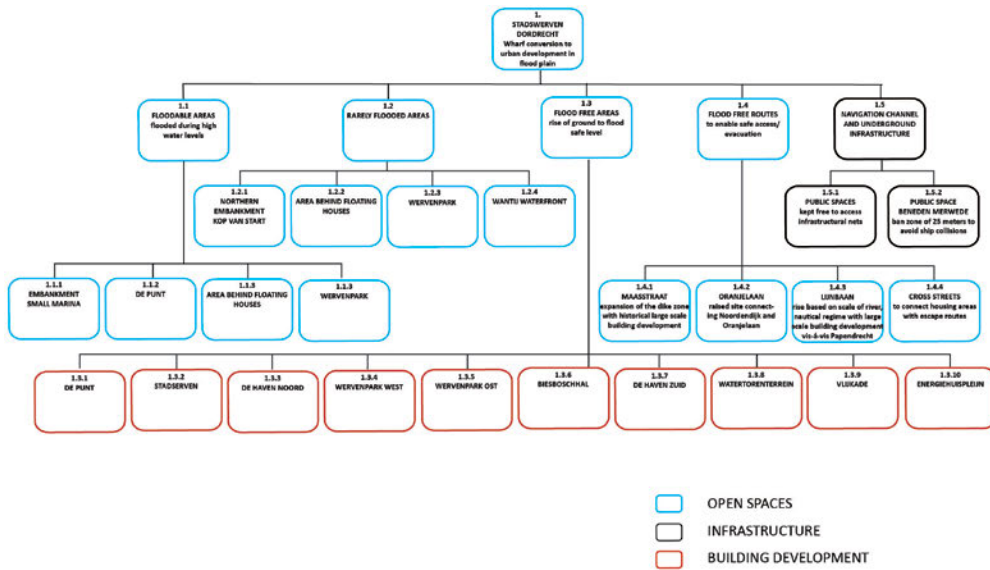 1.
STADSWERVEN
DORDRECHT
Wharf conversion to
urban development in
flood plain
1.1
FLOODABLE AREAS
flooded during high
water levels
1.2
RARELY FLOODED AREAS
1.3
FLOOD FREE AREAS
rise of ground to flood
safe level
1.4
FLOOD FREE ROUTES
to enable safe access/
evacuation
1.5
NAVIGATION CHANNEL
AND UNDERGROUND
INFRASTRUCTURE
1.2.1
NORTHERN
EMBANKMENT
KOP VAN START
1.2.2
AREA BEHIND FLOATING
HOUSES
1.2.3
WERVENPARK
1.2.4
WANTIJ WATERFRONT
1.5.1
PUBLIC SPACES
kept free to access
infrastructural nets
1.5.2
PUBLIC SPACE
BENEDEN MERWEDE
ban zone of 25 meters to
avoid ship collisions
1.1.1
EMBANKMENT
SMALL MARINA
1.1.2
DE PUNT
1.1.3
AREA BEHIND FLOATING
HOUSES
1.1.3
WERVENPARK
1.4.1
MAASSTRAAT
expansion of the dike zone
with historical large scale
building development
1.4.2
ORANJELAAN
raised site connect-
ing Noordendijk and
Oranjelaan
1.4.3
LIJNBAAN
rise based on scale of river,
nautical regime with large
scale building development
vis-á-vis Papendrecht
1.4.4
CROSS STREETS
to connect housing areas
with escape routes
1.3.1
DE PUNT
1.3.2
STADSERVEN
1.3.3
DE HAVEN NOORD
1.3.4
WERVENPARK WEST
1.3.5
WERVENPARK OST
1.3.6
BIESBOSCHHAL
1.3.7
DE HAVEN ZUID
1.3.8
WATERTORENTERREIN
1.3.9
VLIJKADE
1.3.10
ENERGIEHUISPLEIJN
OPEN SPACES
INFRASTRUCTURE
BUILDING DEVELOPMENT